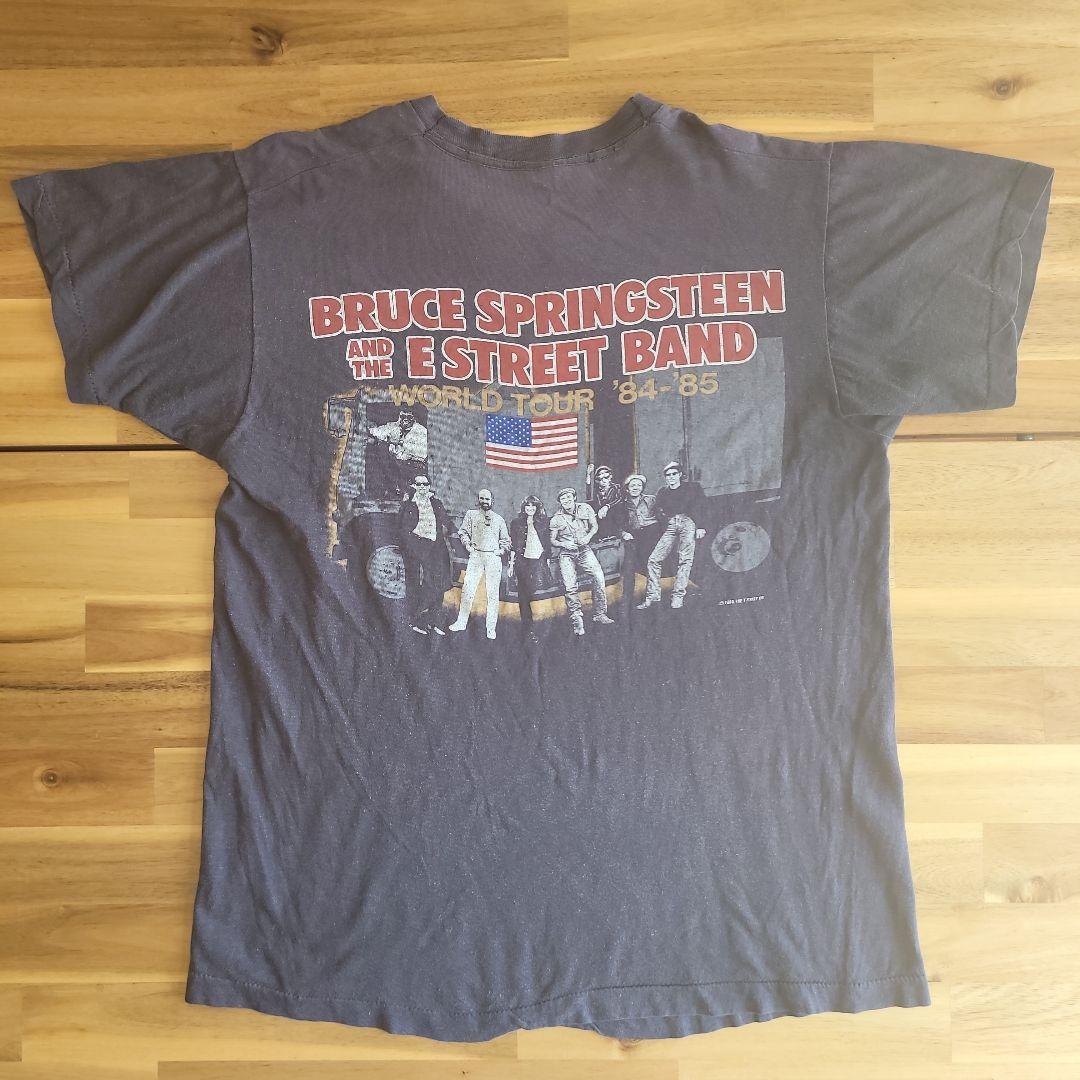 BRUCE SPRINGSTEEN
AND THE E STREET BAND
WORLD TOUR '84-'85